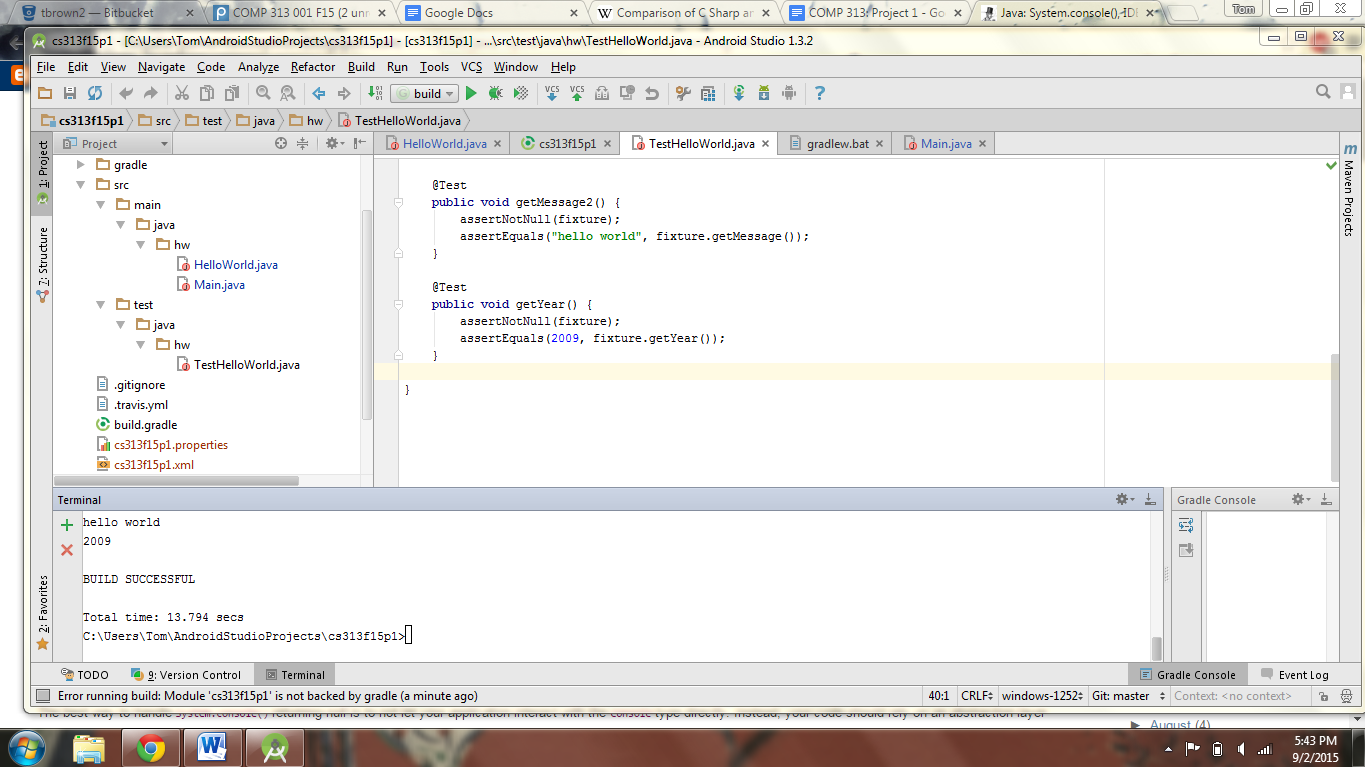 tbrown2 — Bitbucket
COMP 313 001 F15 (2 unr
Google Docs
Comparison of C Sharp ar
COMP 313: Project 1 - Go
Java: System.console(), IDE
Tom
cs313f15p1 - [C:\Users\Tom\AndroidStudioProjects\cs313f15p1] - [cs313f15p1] - ...\src\test\java\hw\TestHelloWorld.java - Android Studio 1.3.2
File Edit View Navigate Code Analyze Refactor Build Run Tools VCS Window Help
build
VCS VCS
cs313f15p1 src test java hw TestHelloWorld.java
Project
HelloWorld.java cs313f15p1 TestHelloWorld.java gradlew.bat Main.java
1: Project
7: Structure
2: Favorites
gradle
src
main
java
hw
HelloWorld.java
Main.java
test
java
hw
TestHelloWorld.java
.gitignore
.travis.yml
build.gradle
cs313f15p1.properties
cs313f15p1.xml
@Test
public void getMessage2() {
assertNotNull(fixture);
assertEquals("hello world", fixture.getMessage());
}
@Test
public void getYear() {
assertNotNull(fixture);
assertEquals(2009, fixture.getYear());
}
}
Maven Projects
Terminal
hello world
2009
BUILD SUCCESSFUL
Total time: 13.794 secs
C:\Users\Tom\AndroidStudioProjects\cs313f15p1>
Gradle Console
TODO 9: Version Control Terminal Gradle Console Event Log
Error running build: Module 'cs313f15p1' is not backed by gradle (a minute ago)
40:1 CRLF windows-1252 Git: master Context: <no context>
The best way to handle System.console() returning null is to not let your application interact with the Console type directly. Instead, your code should rely on an abstraction layer
August (4)
5:43 PM
9/2/2015